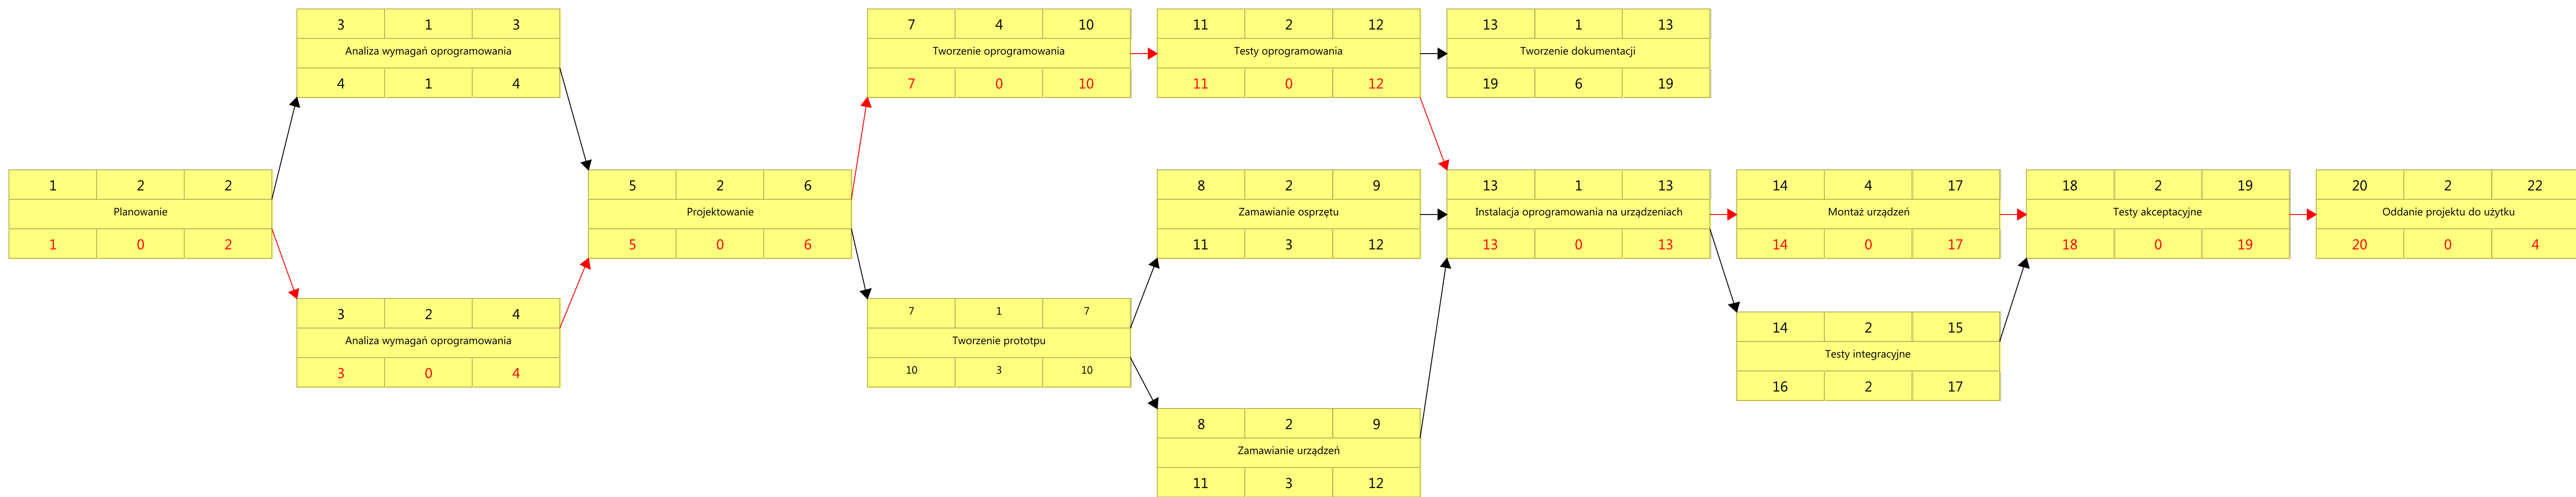 3 1 3
Analiza wymagań oprogramowania
4 1 4
7 4 10
Tworzenie oprogramowania
7 0 10
11 2 12
Testy oprogramowania
11 0 12
13 1 13
Tworzenie dokumentacji
19 6 19
1 2 2
Planowanie
1 0 2
5 2 6
Projektowanie
5 0 6
8 2 9
Zamawianie osprzętu
11 3 12
13 1 13
Instalacja oprogramowania na urządzeniach
13 0 13
14 4 17
Montaż urządzeń
14 0 17
18 2 19
Testy akceptacyjne
18 0 19
20 2 22
Oddanie projektu do użytku
20 0 4
3 2 4
Analiza wymagań oprogramowania
3 0 4
7 1 7
Tworzenie prototpu
10 3 10
14 2 15
Testy integracyjne
16 2 17
8 2 9
Zamawianie urządzeń
11 3 12